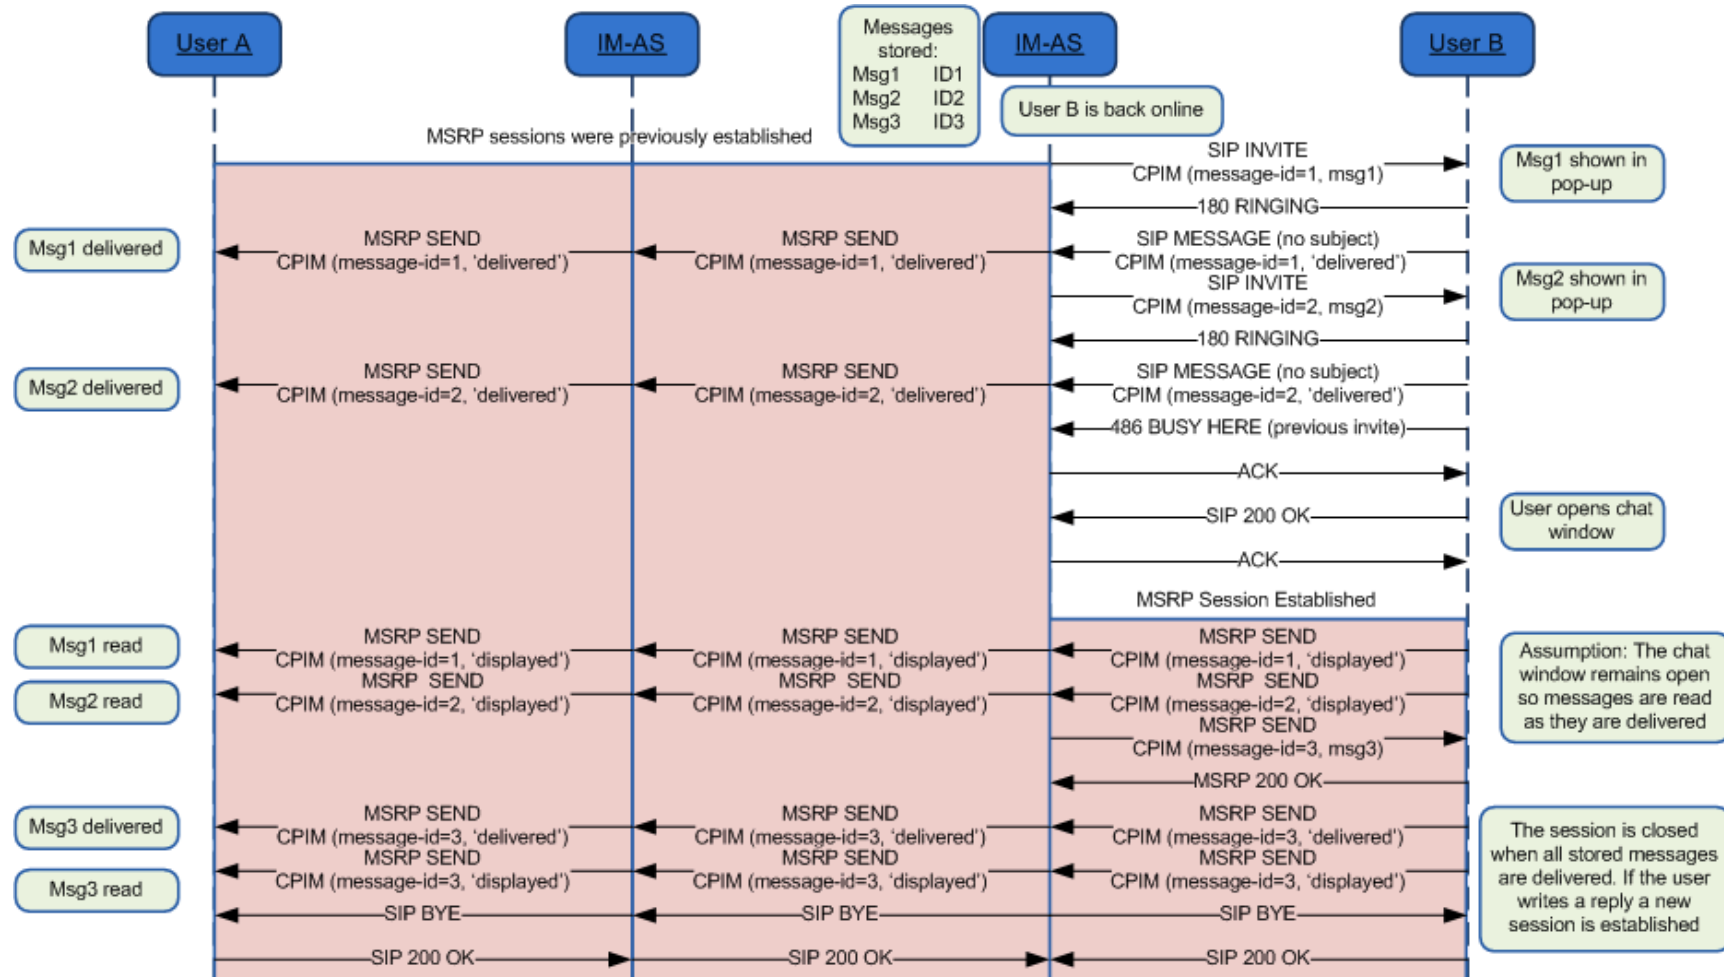 User A
IM-AS
Messages
stored:
Msg1 ID1
Msg2 ID2
Msg3 ID3
IM-AS
User B
User B is back online
MSRP sessions were previously established
SIP INVITE
CPIM (message-id=1, msg1)
Msg1 shown in
pop-up
180 RINGING
Msg1 delivered
MSRP SEND
CPIM (message-id=1, ‘delivered’)
MSRP SEND
CPIM (message-id=1, ‘delivered’)
SIP MESSAGE (no subject)
CPIM (message-id=1, ‘delivered’)
SIP INVITE
CPIM (message-id=2, msg2)
Msg2 shown in
pop-up
180 RINGING
Msg2 delivered
MSRP SEND
CPIM (message-id=2, ‘delivered’)
MSRP SEND
CPIM (message-id=2, ‘delivered’)
SIP MESSAGE (no subject)
CPIM (message-id=2, ‘delivered’)
486 BUSY HERE (previous invite)
ACK
SIP 200 OK
User opens chat
window
ACK
MSRP Session Established
Msg1 read
MSRP SEND
CPIM (message-id=1, ‘displayed’)
MSRP SEND
CPIM (message-id=1, ‘displayed’)
MSRP SEND
CPIM (message-id=1, ‘displayed’)
Msg2 read
MSRP SEND
CPIM (message-id=2, ‘displayed’)
MSRP SEND
CPIM (message-id=2, ‘displayed’)
MSRP SEND
CPIM (message-id=2, ‘displayed’)
Assumption: The chat
window remains open
so messages are read
as they are delivered
MSRP SEND
CPIM (message-id=3, msg3)
MSRP 200 OK
Msg3 delivered
MSRP SEND
CPIM (message-id=3, ‘delivered’)
MSRP SEND
CPIM (message-id=3, ‘delivered’)
MSRP SEND
CPIM (message-id=3, ‘delivered’)
Msg3 read
MSRP SEND
CPIM (message-id=3, ‘displayed’)
MSRP SEND
CPIM (message-id=3, ‘displayed’)
MSRP SEND
CPIM (message-id=3, ‘displayed’)
The session is closed
when all stored messages
are delivered. If the user
writes a reply a new
session is established
SIP BYE
SIP BYE
SIP BYE
SIP 200 OK
SIP 200 OK
SIP 200 OK